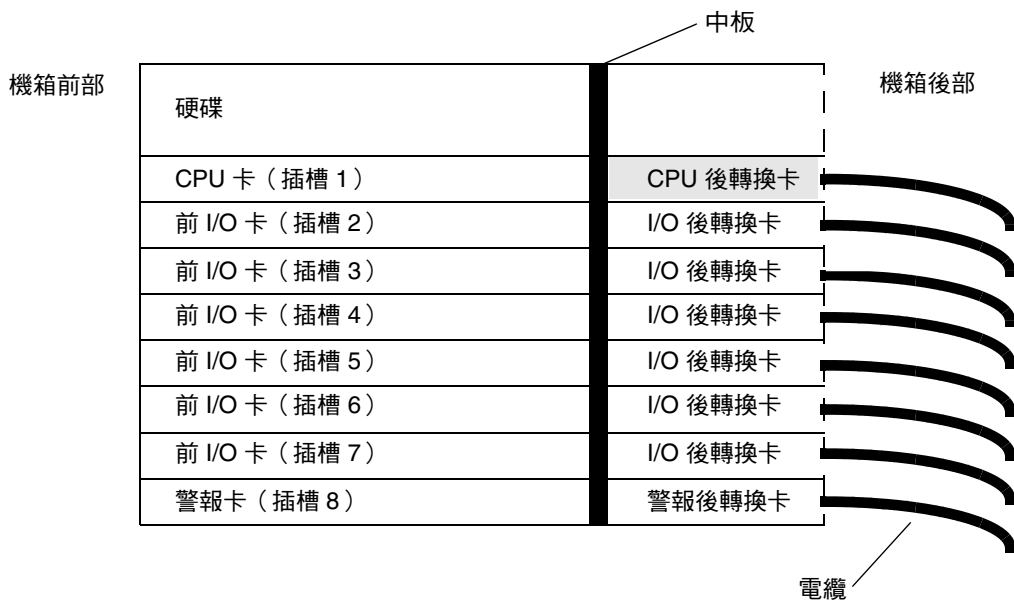 中板
機箱前部
機箱後部
硬碟
CPU 卡（插槽 1）
CPU 後轉換卡
前 I/O 卡（插槽 2）
I/O 後轉換卡
前 I/O 卡（插槽 3）
I/O 後轉換卡
前 I/O 卡（插槽 4）
I/O 後轉換卡
前 I/O 卡（插槽 5）
I/O 後轉換卡
前 I/O 卡（插槽 6）
I/O 後轉換卡
前 I/O 卡（插槽 7）
I/O 後轉換卡
警報卡（插槽 8）
警報後轉換卡
電纜